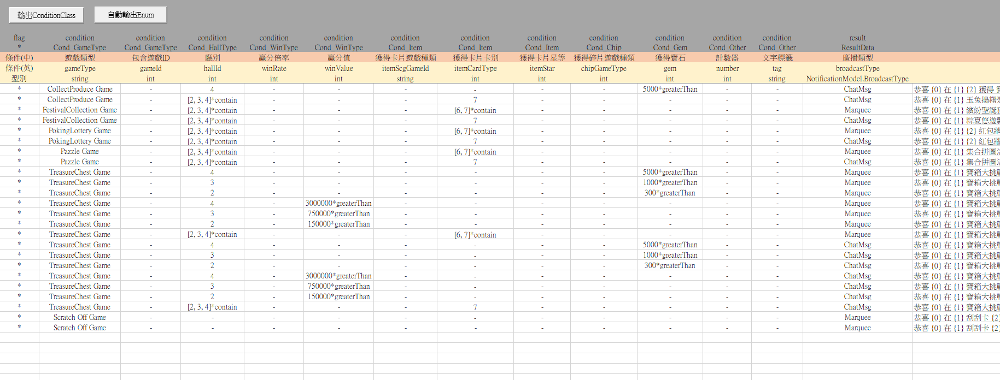 輸出ConditionClass 自動輸出Enum
flag condition condition condition condition condition condition condition condition condition condition condition condition result
* Cond_GameType Cond_GameType Cond_HallType Cond_WinType Cond_WinType Cond_Item Cond_Item Cond_Item Cond_Chip Cond_Gem Cond_Other Cond_Other ResultData
條件(中) 遊戲類型 包含遊戲ID 廳別 贏分倍率 贏分值 獲得卡片遊戲種類 獲得卡片卡別 獲得卡片星等 獲得碎片遊戲種類 獲得寶石 計數器 文字標籤 廣播類型
條件(英) gameType gameId hallId winRate winValue itemScgGameId itemCardType itemStar chipGameType gem number tag broadcastType
型別 string int int int int string int int int int int string NotificationModel.BroadcastType
* CollectProduce Game - 4 - - - - - - 5000*greaterThan - - ChatMsg 恭喜 {0} 在 {1} {2} 獲得
* CollectProduce Game - [2, 3, 4]*contain - - - 7 - - - - - ChatMsg 恭喜 {0} 在 {1} 玉兔搗糬
* FestivalCollection Game - [2, 3, 4]*contain - - - [6, 7]*contain - - - - - Marquee 恭喜 {0} 在 {1} 繽紛聖誕
* FestivalCollection Game - [2, 3, 4]*contain - - - 7 - - - - - ChatMsg 恭喜 {0} 在 {1} 粽夏悠遊
* PokingLottery Game - [2, 3, 4]*contain - - - [6, 7]*contain - - - - - Marquee 恭喜 {0} 在 {1} {2} 紅包牆
* PokingLottery Game - [2, 3, 4]*contain - - - 7 - - - - - ChatMsg 恭喜 {0} 在 {1} {2} 紅包牆
* Pazzle Game - [2, 3, 4]*contain - - - [6, 7]*contain - - - - - Marquee 恭喜 {0} 在 {1} 集合拼圖
* Pazzle Game - [2, 3, 4]*contain - - - 7 - - - - - ChatMsg 恭喜 {0} 在 {1} 集合拼圖
* TreasureChest Game - 4 - - - - - - 5000*greaterThan - - Marquee 恭喜 {0} 在 {1} 寶箱大挑戰
* TreasureChest Game - 3 - - - - - - 1000*greaterThan - - Marquee 恭喜 {0} 在 {1} 寶箱大挑戰
* TreasureChest Game - 2 - - - - - - 300*greaterThan - - Marquee 恭喜 {0} 在 {1} 寶箱大挑戰
* TreasureChest Game - 4 - 3000000*greaterThan - - - - - - - Marquee 恭喜 {0} 在 {1} 寶箱大挑戰
* TreasureChest Game - 3 - 750000*greaterThan - - - - - - - Marquee 恭喜 {0} 在 {1} 寶箱大挑戰
* TreasureChest Game - 2 - 150000*greaterThan - - - - - - - Marquee 恭喜 {0} 在 {1} 寶箱大挑戰
* TreasureChest Game - [2, 3, 4]*contain - - - [6, 7]*contain - - - - - Marquee 恭喜 {0} 在 {1} 寶箱大挑戰
* TreasureChest Game - 4 - - - - - - 5000*greaterThan - - ChatMsg 恭喜 {0} 在 {1} 寶箱大挑戰
* TreasureChest Game - 3 - - - - - - 1000*greaterThan - - ChatMsg 恭喜 {0} 在 {1} 寶箱大挑戰
* TreasureChest Game - 2 - - - - - - 300*greaterThan - - ChatMsg 恭喜 {0} 在 {1} 寶箱大挑戰
* TreasureChest Game - 4 - 3000000*greaterThan - - - - - - - ChatMsg 恭喜 {0} 在 {1} 寶箱大挑戰
* TreasureChest Game - 3 - 750000*greaterThan - - - - - - - ChatMsg 恭喜 {0} 在 {1} 寶箱大挑戰
* TreasureChest Game - 2 - 150000*greaterThan - - - - - - - ChatMsg 恭喜 {0} 在 {1} 寶箱大挑戰
* TreasureChest Game - [2, 3, 4]*contain - - - 7 - - - - - ChatMsg 恭喜 {0} 在 {1} 寶箱大挑戰
* Scratch Off Game - - - - - - - - - - - Marquee 恭喜 {0} 在 {1} 刮刮卡 {2}
* Scratch Off Game - - - - - - - - - - - Marquee 恭喜 {0} 在 {1} 刮刮卡 {2}